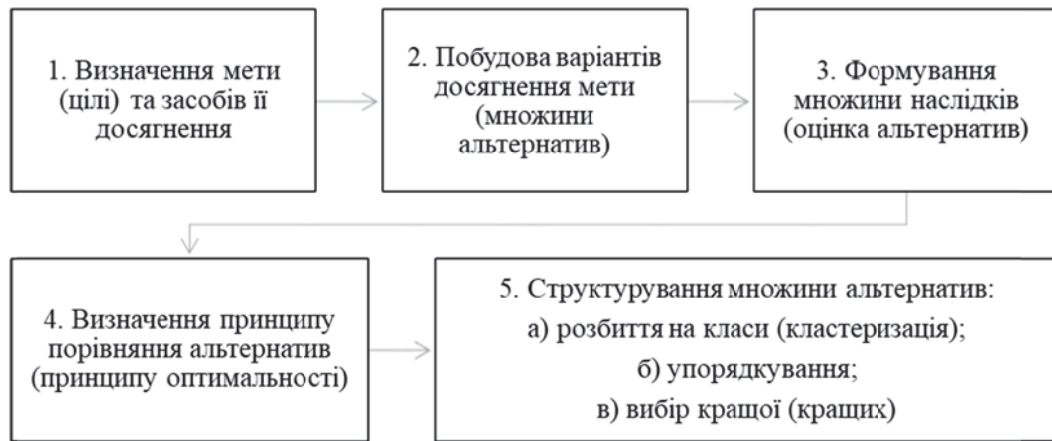 1. Визначення мети
(цілі) та засобів її
досягнення
2. Побудова варіантів
досягнення мети
(множини
альтернатив)
3. Формування
множини наслідків
(оцінка альтернатив)
4. Визначення принципу
порівняння альтернатив
(принципу оптимальності)
5. Структурування множини альтернатив:
а) розбиття на класи (кластеризація);
б) упорядкування;
в) вибір кращої (кращих)